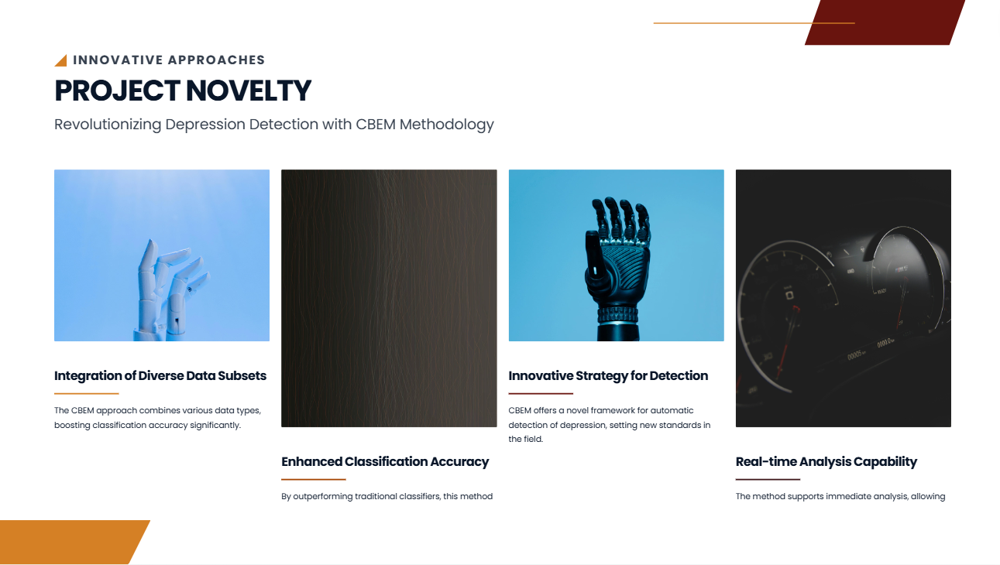 INNOVATIVE APPROACHES
PROJECT NOVELTY
Revolutionizing Depression Detection with CBEM Methodology
Integration of Diverse Data Subsets
The CBEM approach combines various data types,
boosting classification accuracy significantly.
Enhanced Classification Accuracy
By outperforming traditional classifiers, this method
Innovative Strategy for Detection
CBEM offers a novel framework for automatic
detection of depression, setting new standards in
the field.
Real-time Analysis Capability
The method supports immediate analysis, allowing